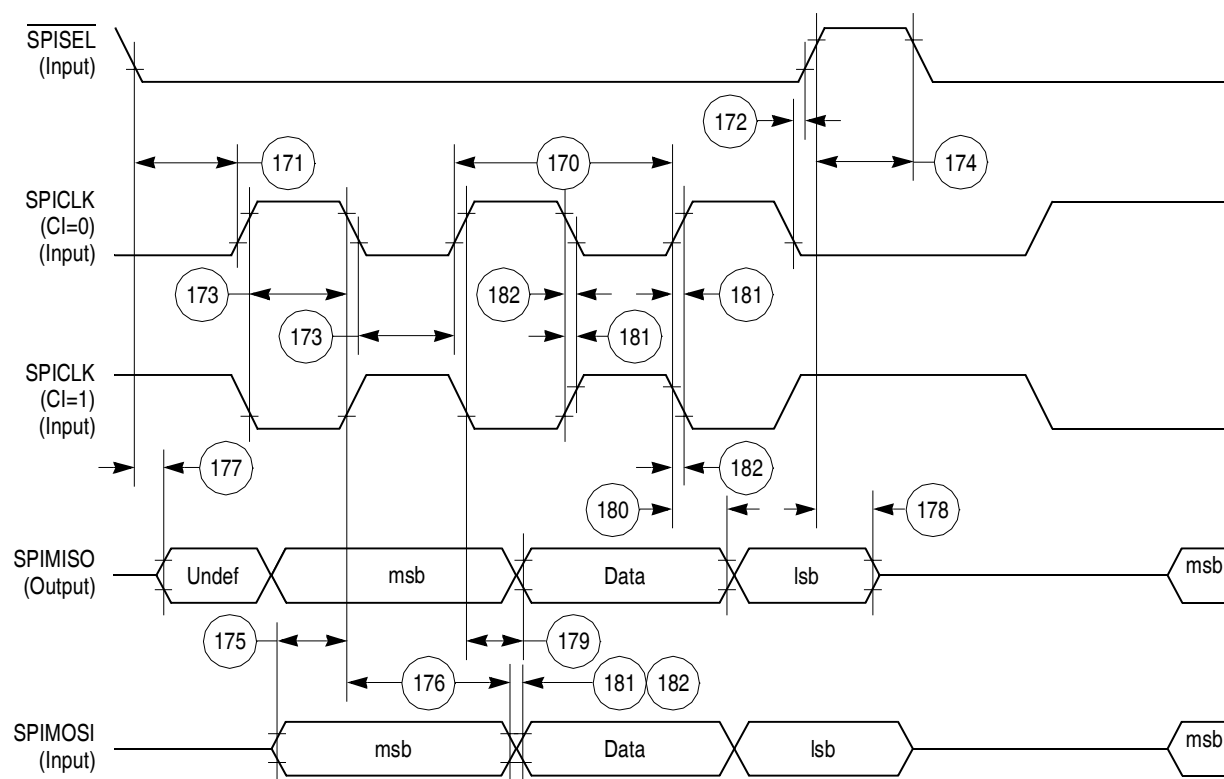 SPISEL
(Input)
172
174
171
170
SPICLK
(CI=0)
(Input)
173
182
181
173
181
SPICLK
(CI=1)
(Input)
177
182
180
178
SPIMISO
(Output)
Undef
msb
Data
lsb
msb
175
179
176
181
182
SPIMOSI
(Input)
msb
Data
lsb
msb